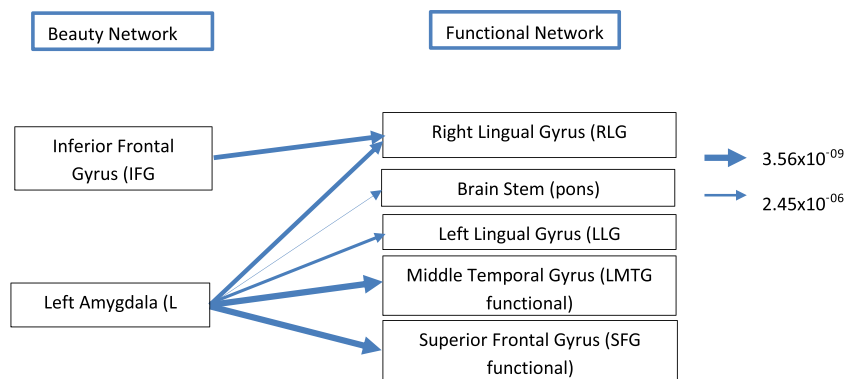 Beauty Network
Functional Network
Inferior Frontal
Gyrus (IFG
Left Amygdala (L
Right Lingual Gyrus (RLG
Brain Stem (pons)
Left Lingual Gyrus (LLG
Middle Temporal Gyrus (LMTG
functional)
Superior Frontal Gyrus (SFG
functional)
3.56x10⁻⁰⁹
2.45x10⁻⁰⁶